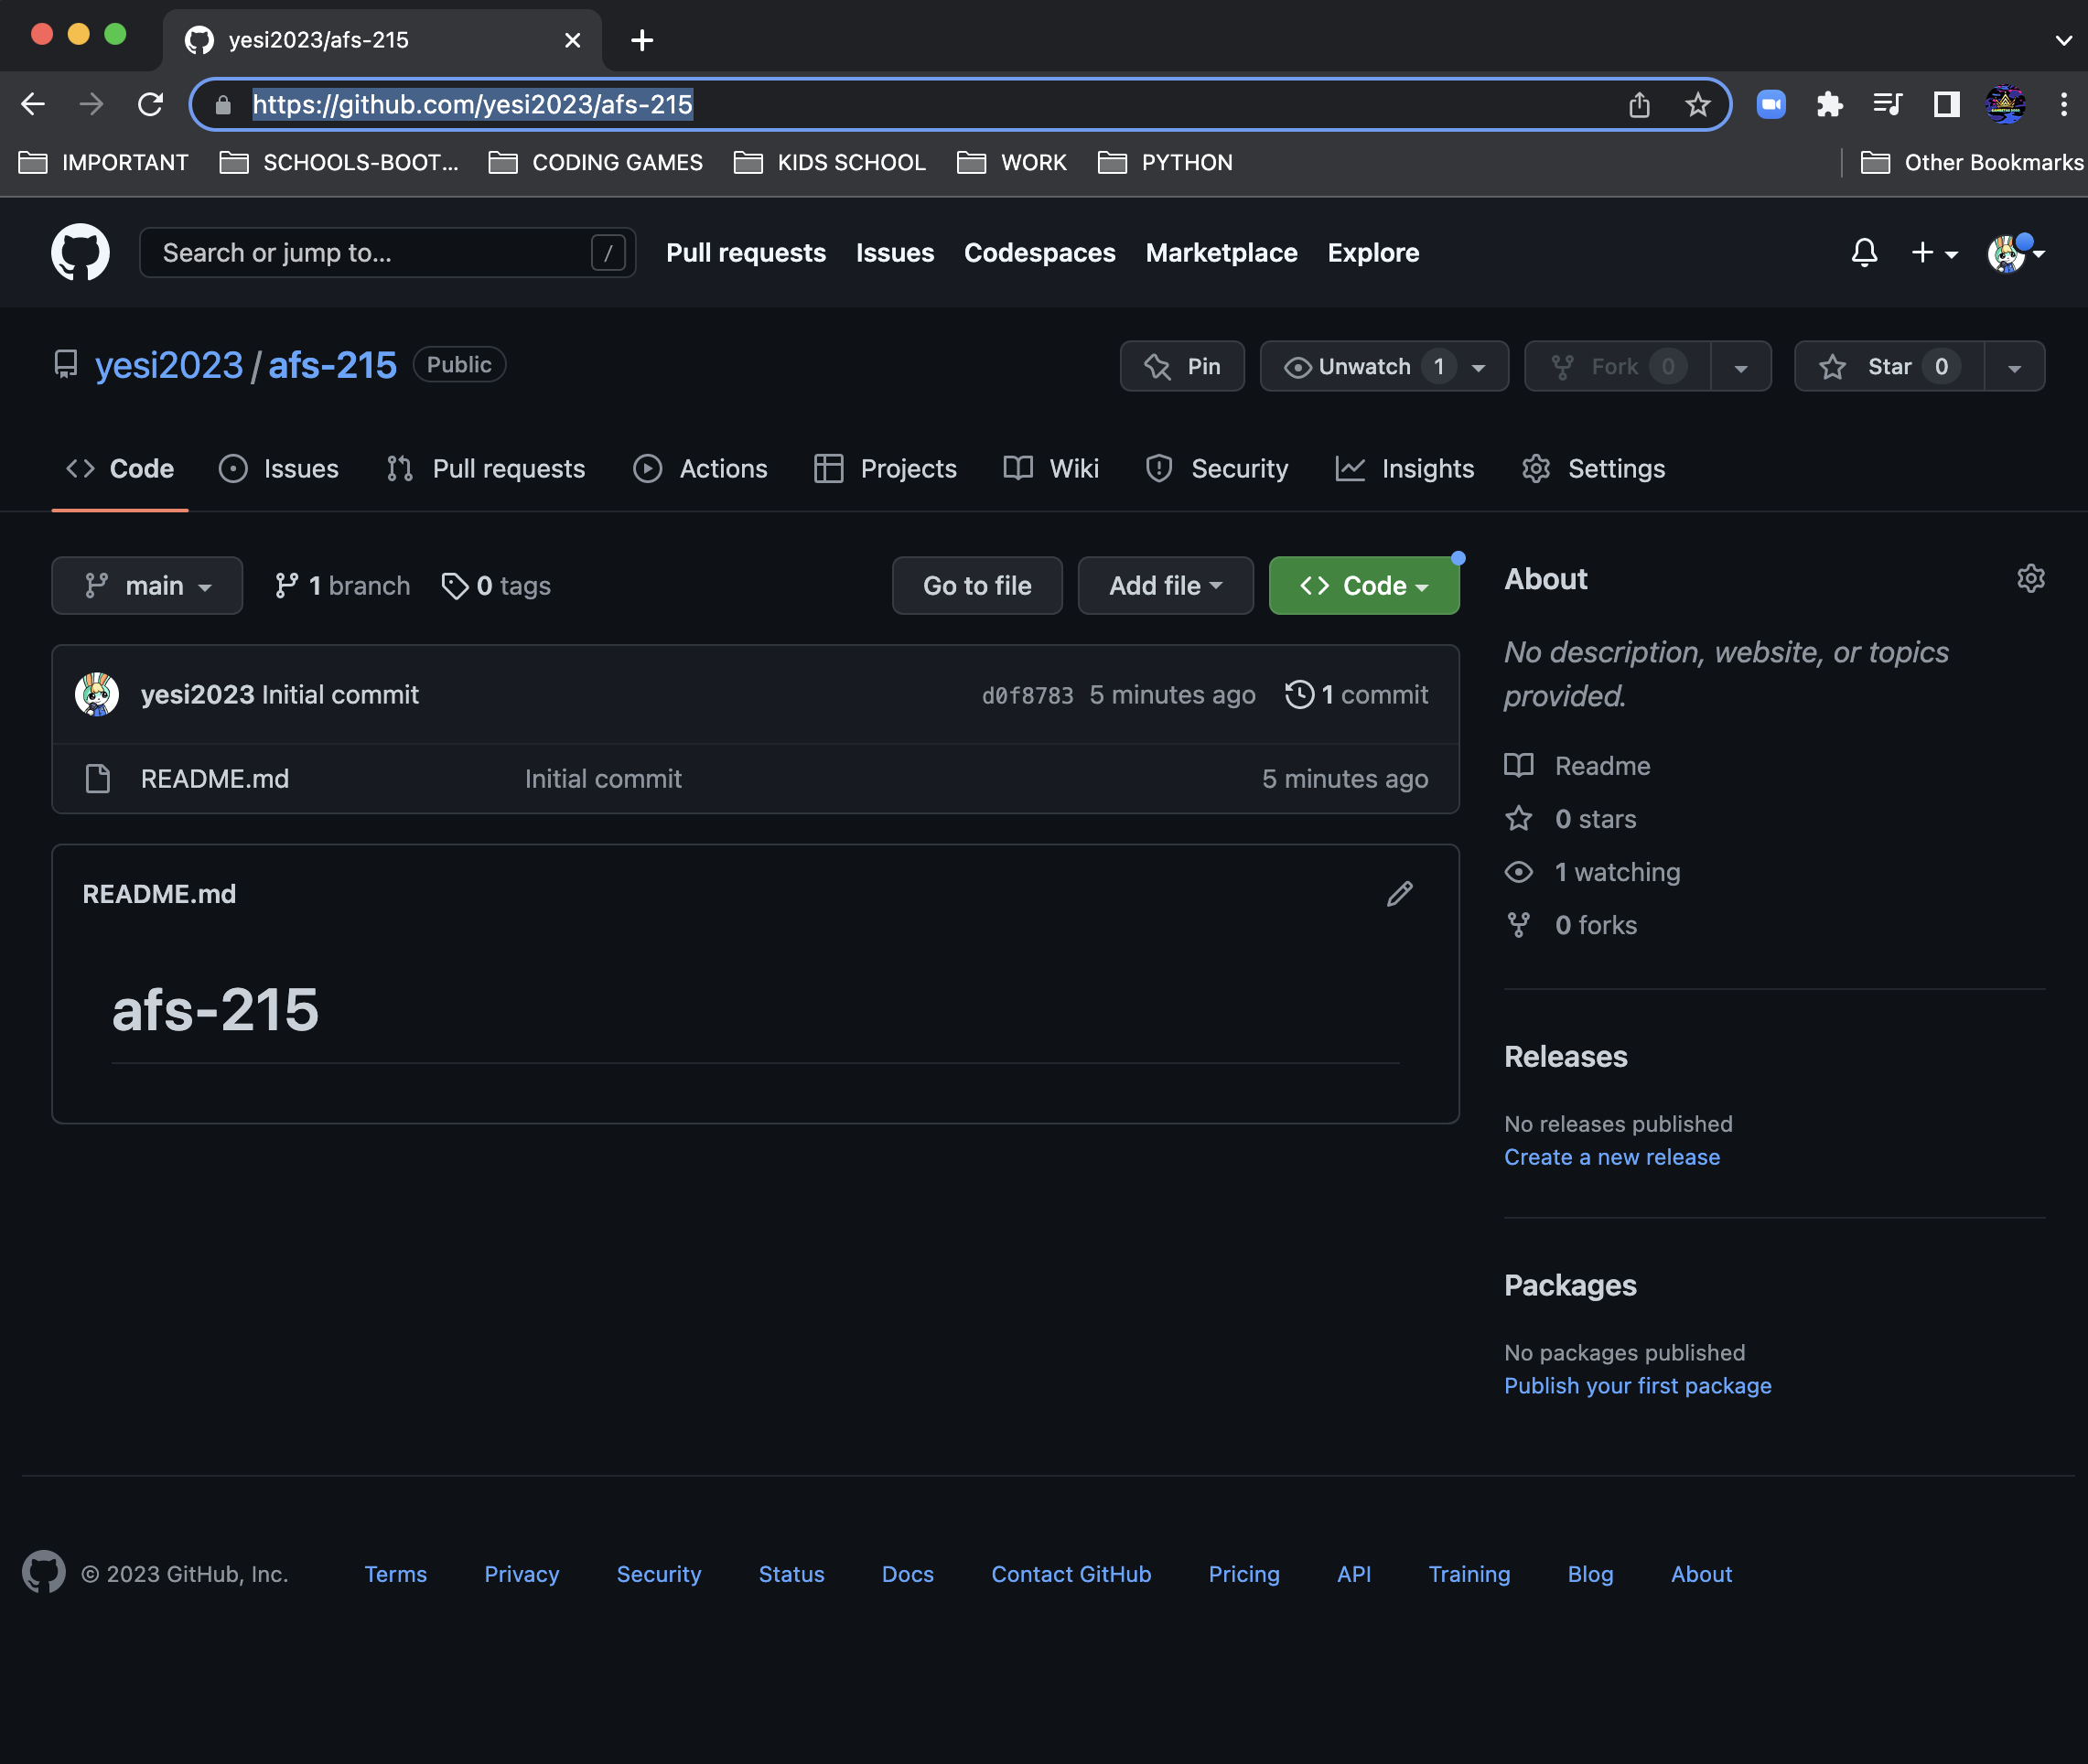 yesi2023/afs-215
https://github.com/yesi2023/afs-215
IMPORTANT SCHOOLS-BOOT... CODING GAMES KIDS SCHOOL WORK PYTHON Other Bookmarks
Search or jump to... / Pull requests Issues Codespaces Marketplace Explore
yesi2023 / afs-215 Public Pin Unwatch 1 Fork 0 Star 0
Code Issues Pull requests Actions Projects Wiki Security Insights Settings
main 1 branch 0 tags Go to file Add file Code
yesi2023 Initial commit d0f8783 5 minutes ago 1 commit
README.md Initial commit 5 minutes ago
README.md
afs-215
About
No description, website, or topics
provided.
Readme
0 stars
1 watching
0 forks
Releases
No releases published
Create a new release
Packages
No packages published
Publish your first package
© 2023 GitHub, Inc. Terms Privacy Security Status Docs Contact GitHub Pricing API Training Blog About